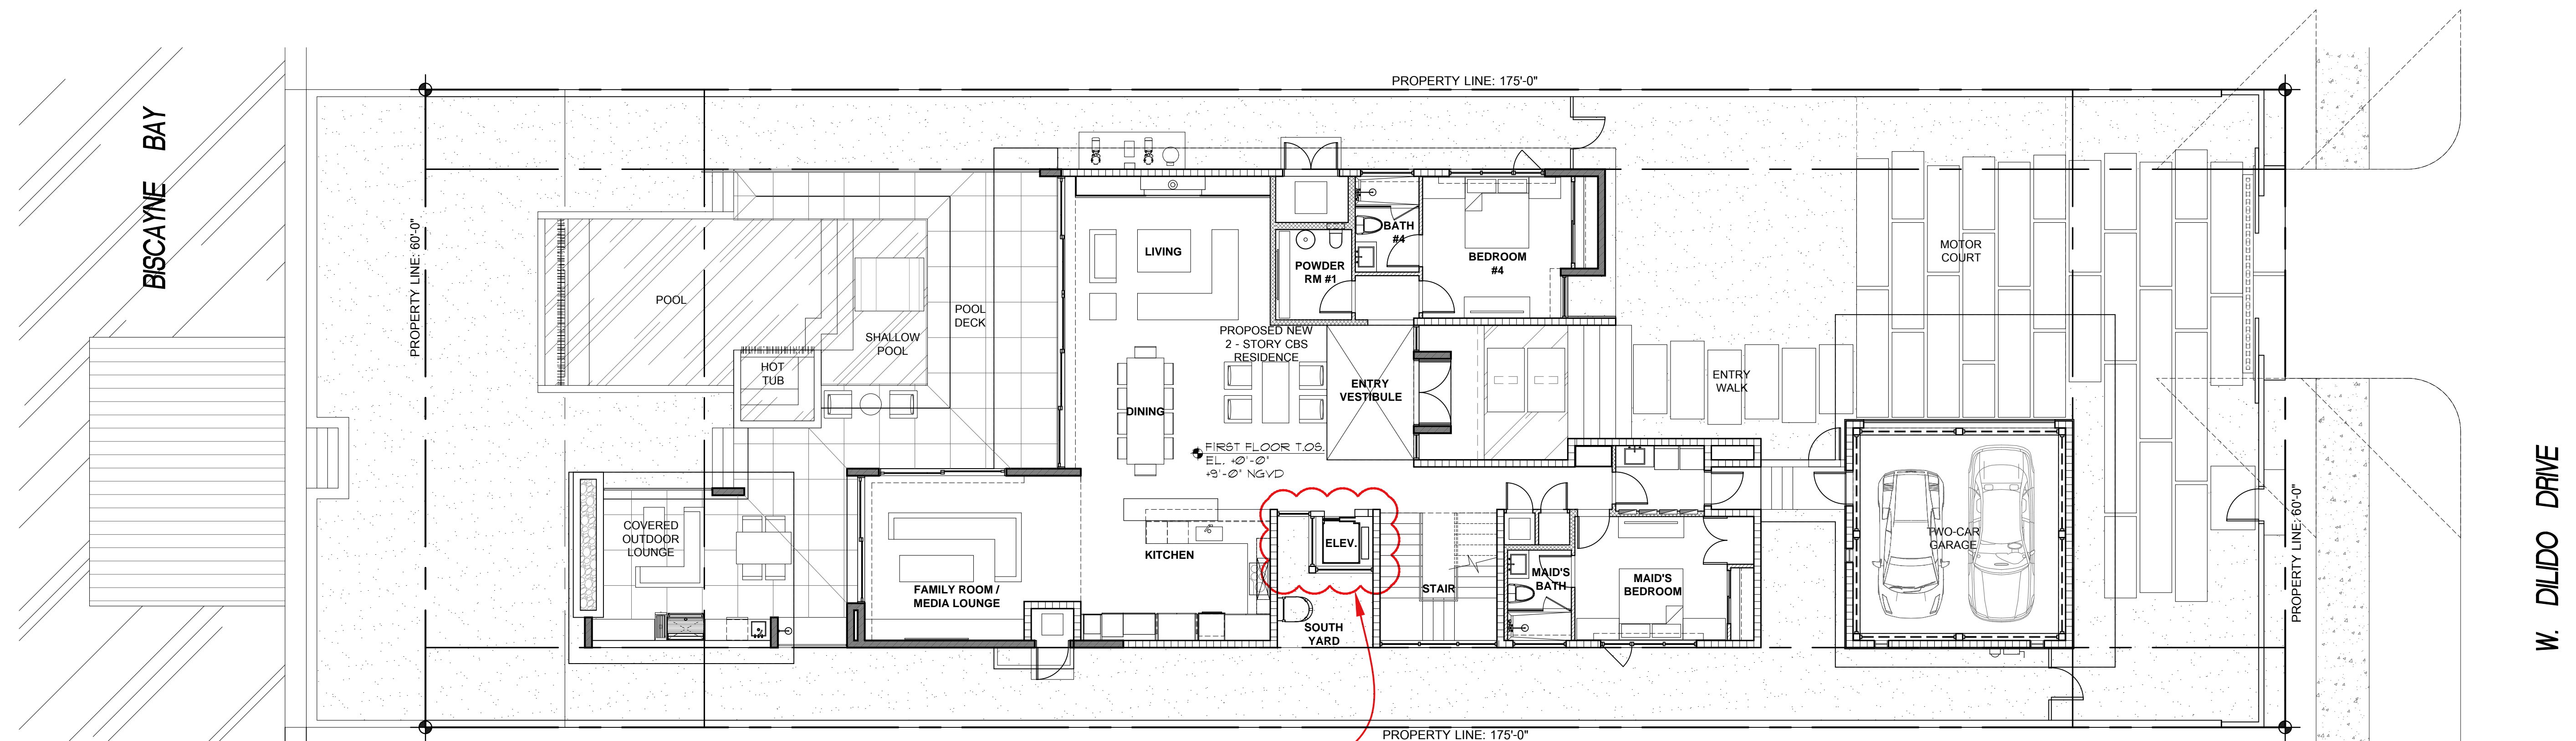 PROPERTY LINE: 175'-0"
BISCAYNE BAY
PROPERTY LINE: 60'-0"
POOL
SHALLOW
POOL
POOL
DECK
HOT
TUB
LIVING
DINING
POWDER
RM #1
BATH
#4
BEDROOM
#4
PROPOSED NEW
2 - STORY CBS
RESIDENCE
ENTRY
VESTIBULE
ENTRY
WALK
MOTOR
COURT
FIRST FLOOR T.O.S.
EL. +0'-0"
+9'-0" NGVD
COVERED
OUTDOOR
LOUNGE
FAMILY ROOM /
MEDIA LOUNGE
KITCHEN
ELEV.
SOUTH
YARD
STAIR
MAID'S
BATH
MAID'S
BEDROOM
TWO-CAR
GARAGE
PROPERTY LINE: 60'-0"
W. DILIDO DRIVE
PROPERTY LINE: 175'-0"